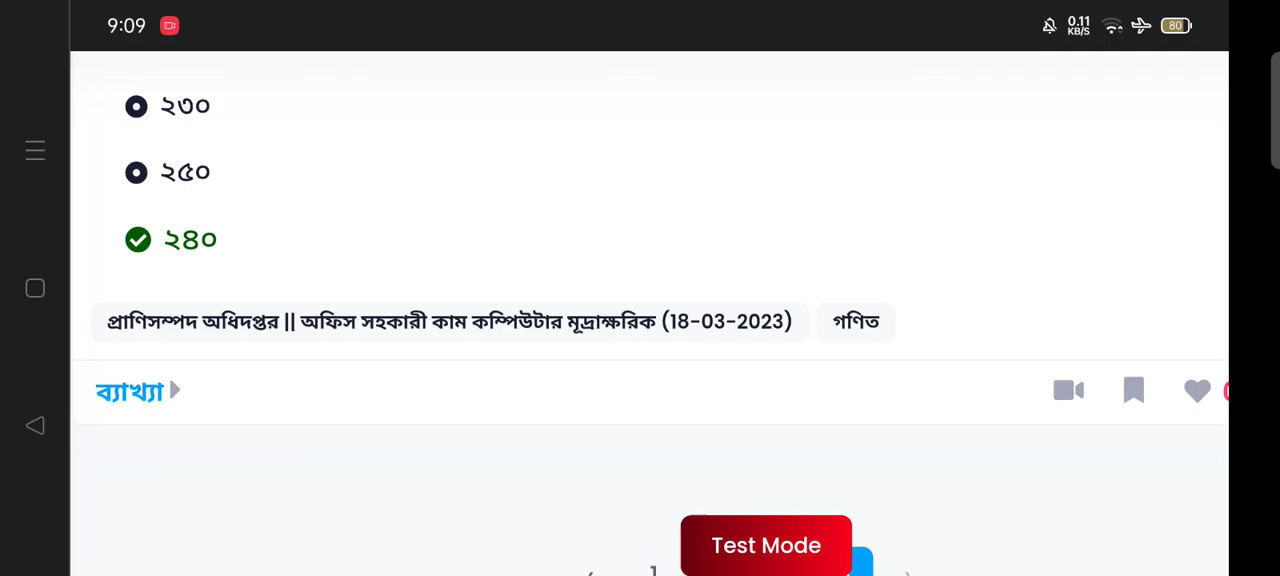 9:09 0.11 KB/S 80
২৩০
২৫০
২৪০
প্রাণিসম্পদ অধিদপ্তর || অফিস সহকারী কাম কম্পিউটার মূদ্রাক্ষরিক (18-03-2023) গণিত
ব্যাখ্যা
Test Mode